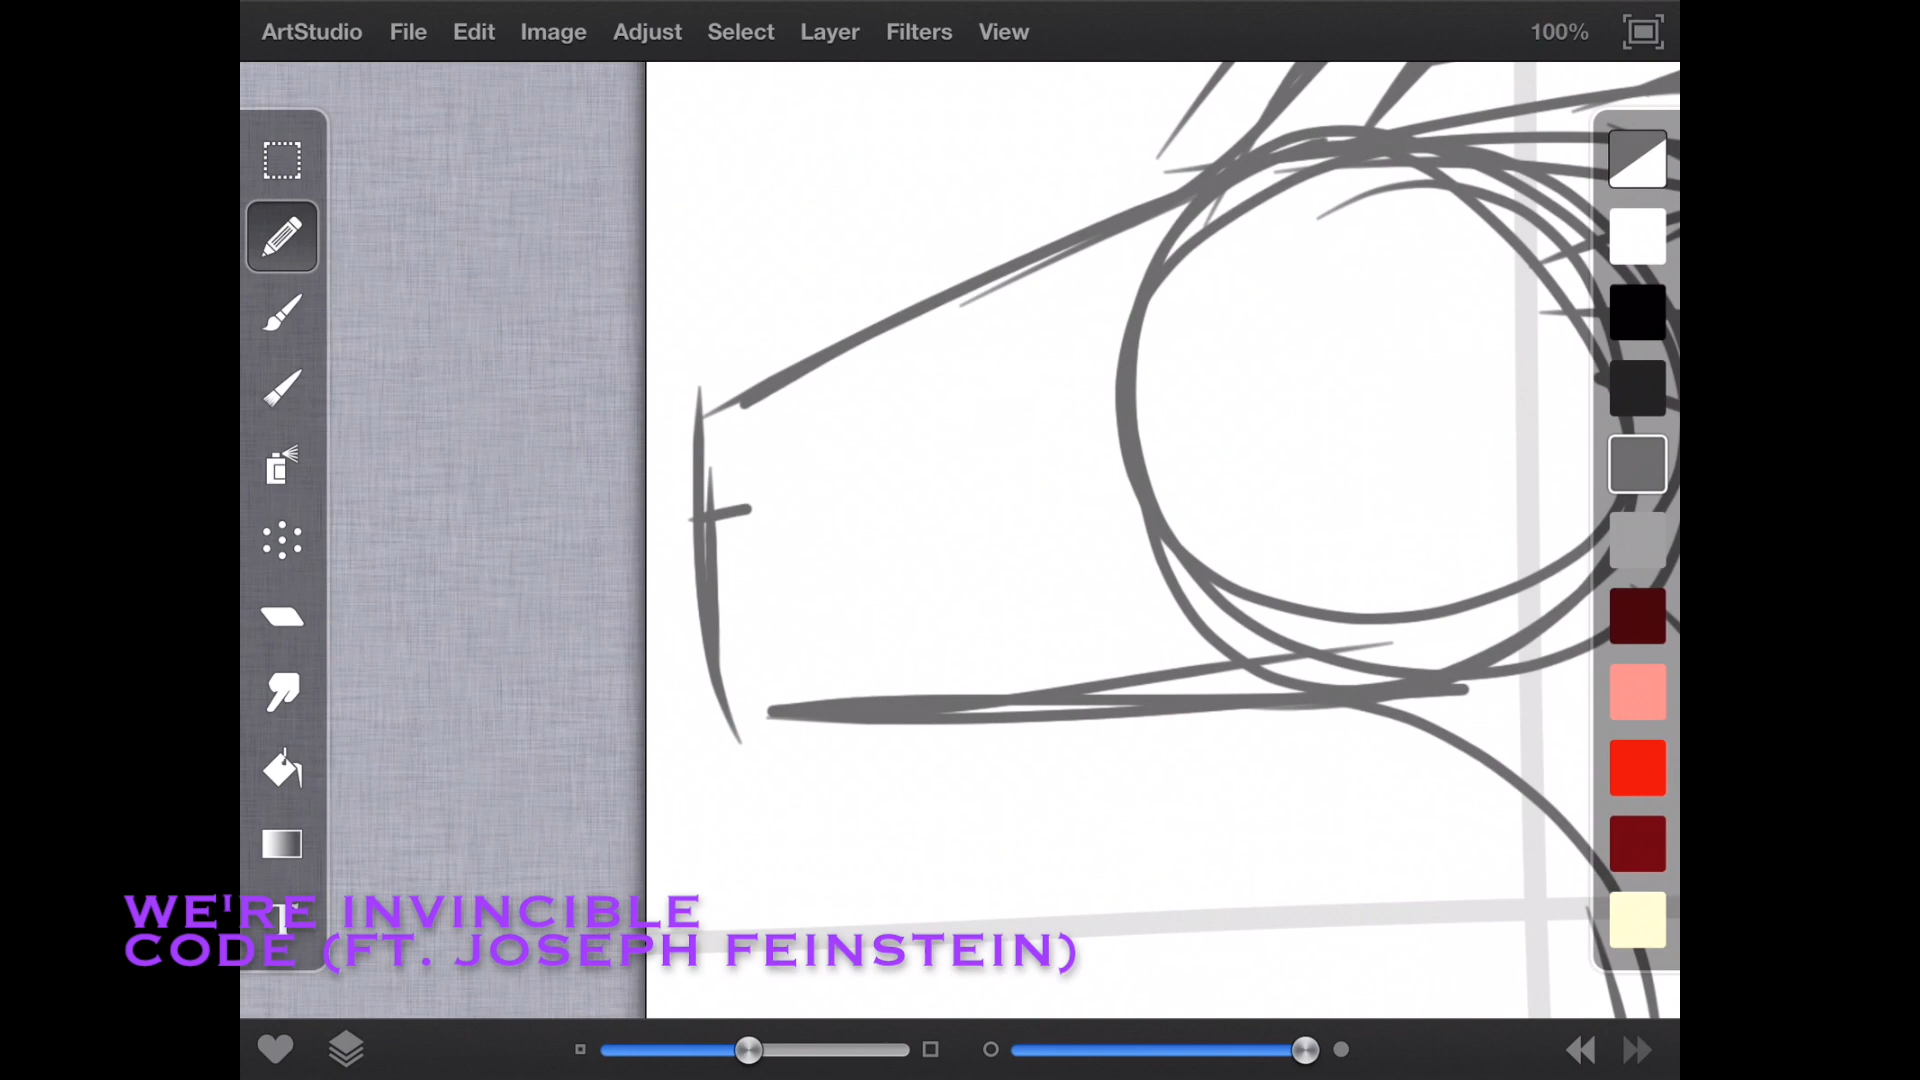 ArtStudio File Edit Image Adjust Select Layer Filters View 100%
T
WE'RE INVINCIBLE
CODE (FT. JOSEPH FEINSTEIN)